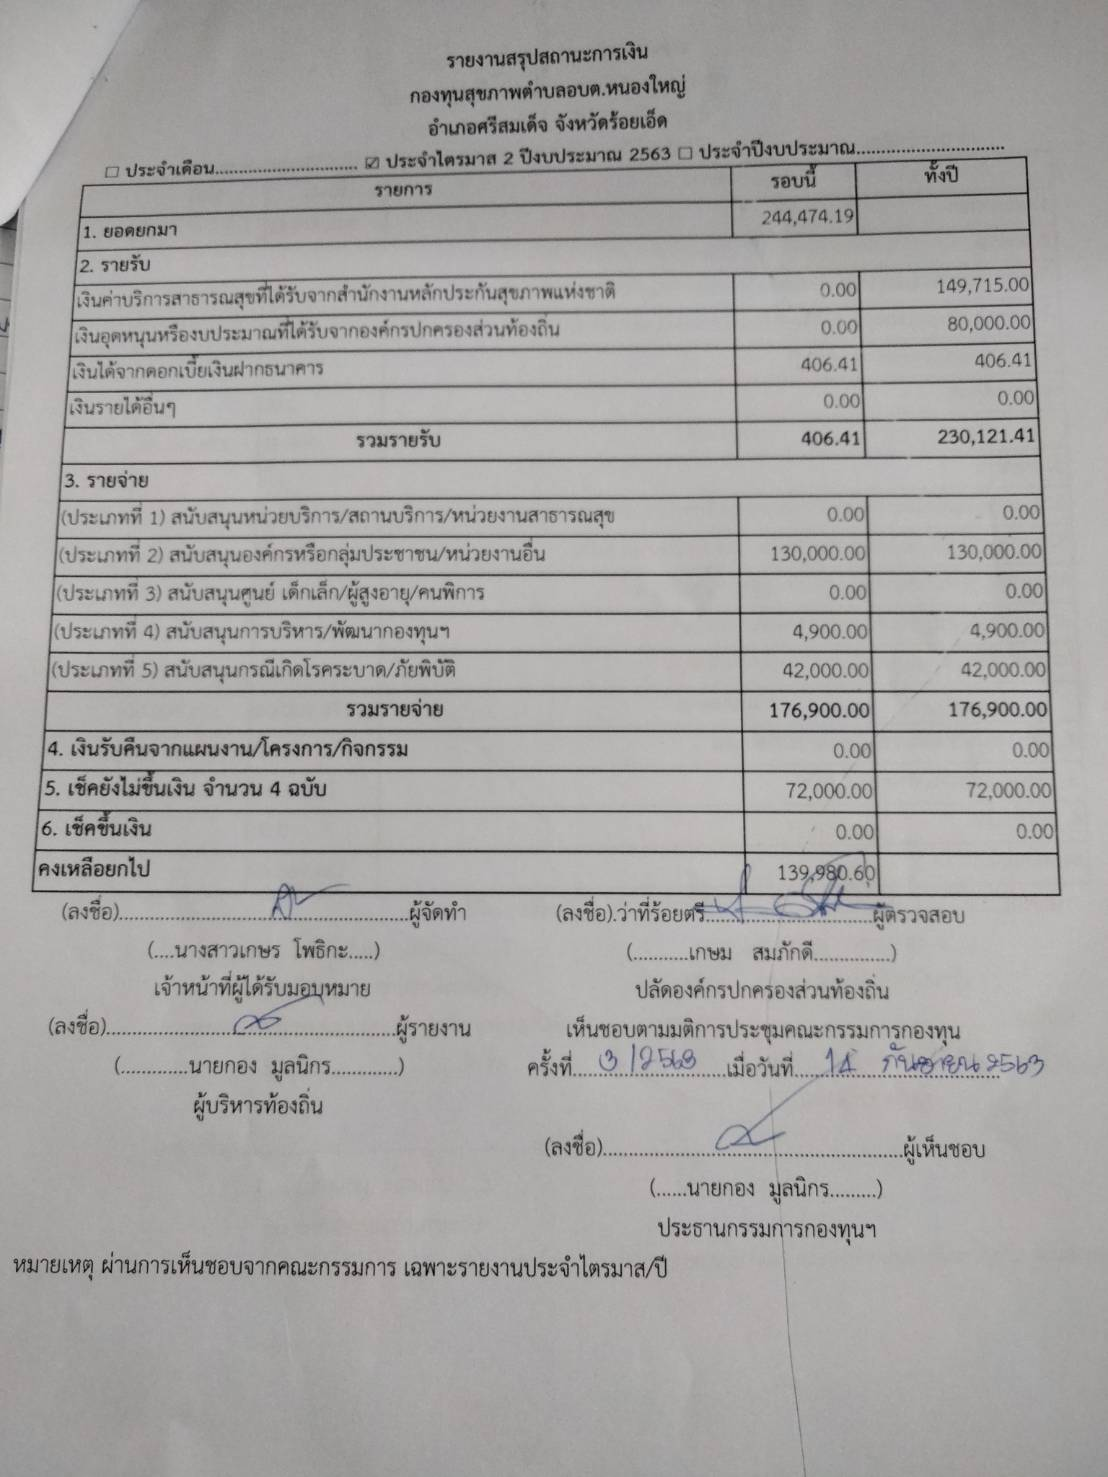 รายงานสรุปสถานะการเงิน
กองทุนสุขภาพตำบลอบต.หนองใหญ่
อำเภอศรีสมเด็จ จังหวัดร้อยเอ็ด
☐ ประจำเดือน.............................. ☑ ประจำไตรมาส 2 ปีงบประมาณ 2563 ☐ ประจำปีงบประมาณ..............................
รายการ รอบนี้ ทั้งปี
1. ยอดยกมา 244,474.19
2. รายรับ
เงินค่าบริการสาธารณสุขที่ได้รับจากสำนักงานหลักประกันสุขภาพแห่งชาติ 0.00 149,715.00
เงินอุดหนุนหรืองบประมาณที่ได้รับจากองค์กรปกครองส่วนท้องถิ่น 0.00 80,000.00
เงินได้จากดอกเบี้ยเงินฝากธนาคาร 406.41 406.41
เงินรายได้อื่นๆ 0.00 0.00
รวมรายรับ 406.41 230,121.41
3. รายจ่าย
(ประเภทที่ 1) สนับสนุนหน่วยบริการ/สถานบริการ/หน่วยงานสาธารณสุข 0.00 0.00
(ประเภทที่ 2) สนับสนุนองค์กรหรือกลุ่มประชาชน/หน่วยงานอื่น 130,000.00 130,000.00
(ประเภทที่ 3) สนับสนุนศูนย์ เด็กเล็ก/ผู้สูงอายุ/คนพิการ 0.00 0.00
(ประเภทที่ 4) สนับสนุนการบริหาร/พัฒนากองทุนฯ 4,900.00 4,900.00
(ประเภทที่ 5) สนับสนุนกรณีเกิดโรคระบาด/ภัยพิบัติ 42,000.00 42,000.00
รวมรายจ่าย 176,900.00 176,900.00
4. เงินรับคืนจากแผนงาน/โครงการ/กิจกรรม 0.00 0.00
5. เช็คยังไม่ขึ้นเงิน จำนวน 4 ฉบับ 72,000.00 72,000.00
6. เช็คขึ้นเงิน 0.00 0.00
คงเหลือยกไป 139,980.60
(ลงชื่อ)..................................................ผู้จัดทำ (ลงชื่อ).ว่าที่ร้อยตรี..............................ผู้ตรวจสอบ
(....นางสาวเกษร โพธิกะ.....) (...........เกษม สมภักดี...............)
เจ้าหน้าที่ผู้ได้รับมอบหมาย ปลัดองค์กรปกครองส่วนท้องถิ่น
(ลงชื่อ)..................................................ผู้รายงาน เห็นชอบตามมติการประชุมคณะกรรมการกองทุน
(............นายกอง มูลนิกร............) ครั้งที่ 3/2563 เมื่อวันที่ 14 กันยายน 2563
ผู้บริหารท้องถิ่น
(ลงชื่อ)....................................................ผู้เห็นชอบ
(......นายกอง มูลนิกร.........)
ประธานกรรมการกองทุนฯ
หมายเหตุ ผ่านการเห็นชอบจากคณะกรรมการ เฉพาะรายงานประจำไตรมาส/ปี